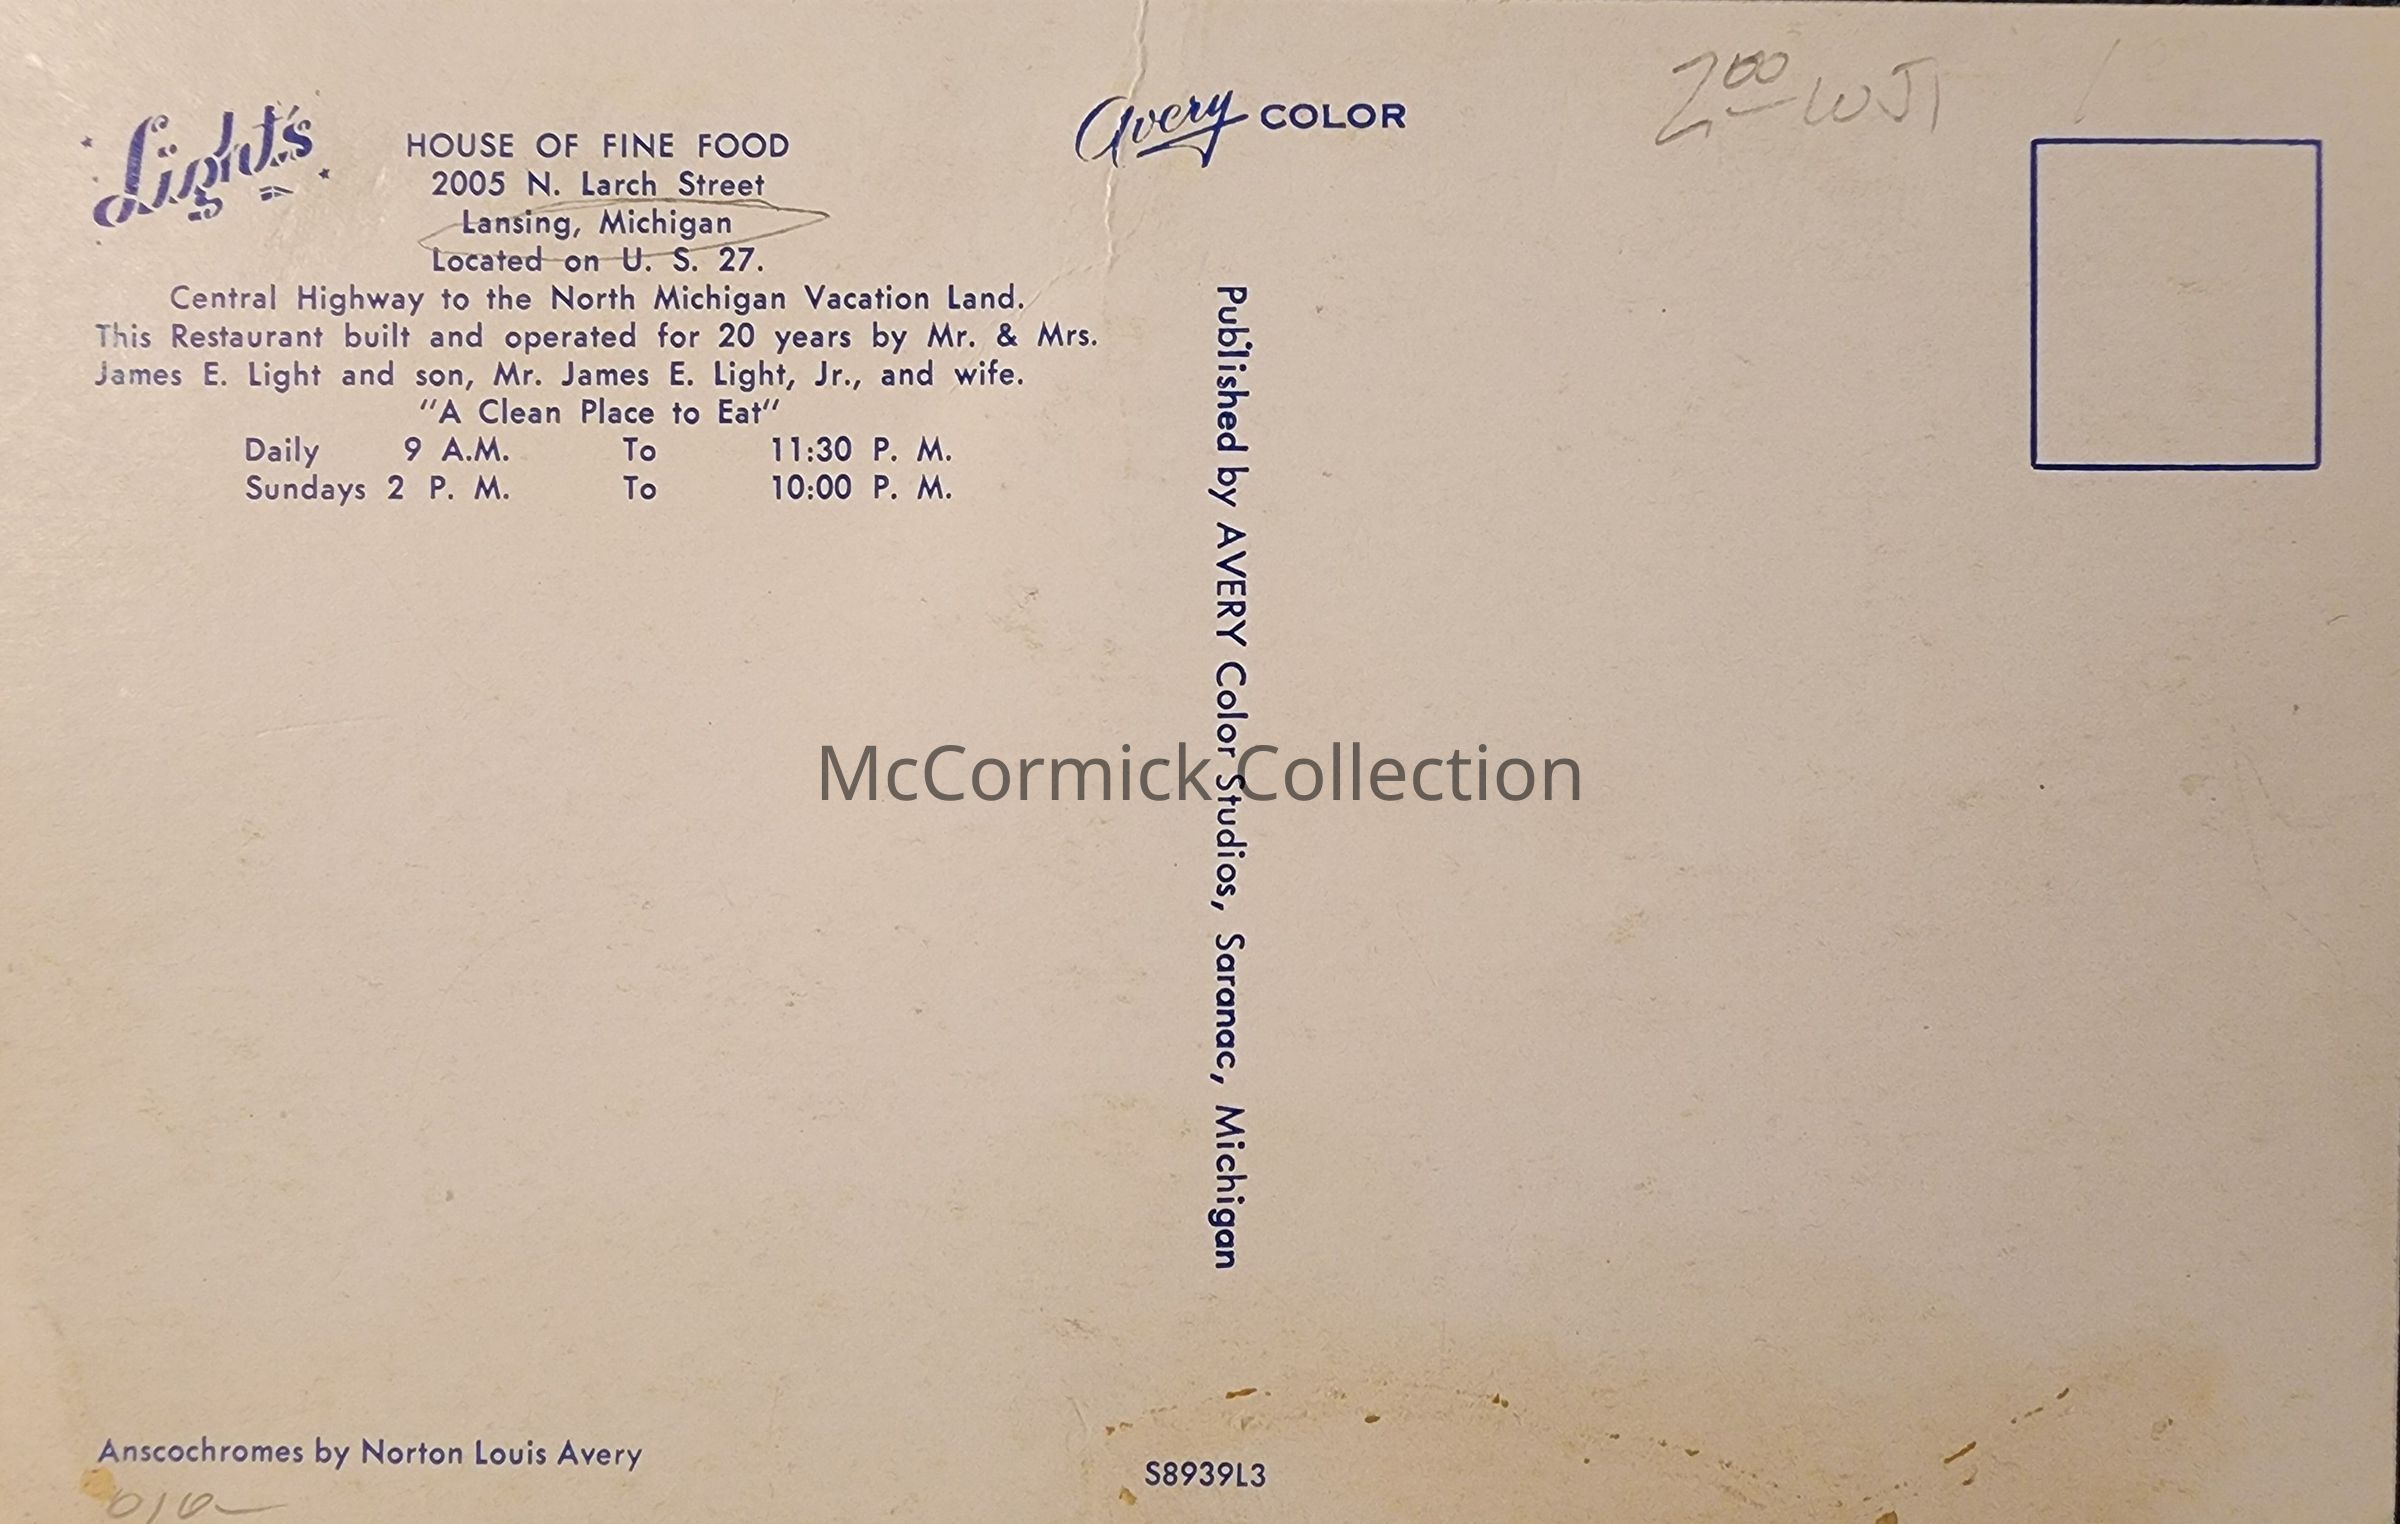 Light's
HOUSE OF FINE FOOD
2005 N. Larch Street
Lansing, Michigan
Located on U. S. 27.
Central Highway to the North Michigan Vacation Land.
This Restaurant built and operated for 20 years by Mr. & Mrs.
James E. Light and son, Mr. James E. Light, Jr., and wife.
"A Clean Place to Eat"
Daily 9 A.M. To 11:30 P. M.
Sundays 2 P. M. To 10:00 P. M.
Avery COLOR
2.00
Published by AVERY Color Studios, Saranac, Michigan
McCormick Collection
Anscochromes by Norton Louis Avery
S8939L3